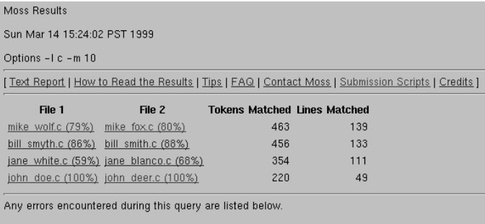 Moss Results
Sun Mar 14 15:24:02 PST 1999
Options -l c -m 10
[ Text Report | How to Read the Results | Tips | FAQ | Contact Moss | Submission Scripts | Credits ]
File 1 File 2 Tokens Matched Lines Matched
mike_wolf.c (79%) mike_fox.c (80%) 463 139
bill_smyth.c (86%) bill_smith.c (88%) 456 133
jane_white.c (59%) jane_blanco.c (68%) 354 111
john_doe.c (100%) john_deer.c (100%) 220 49
Any errors encountered during this query are listed below.